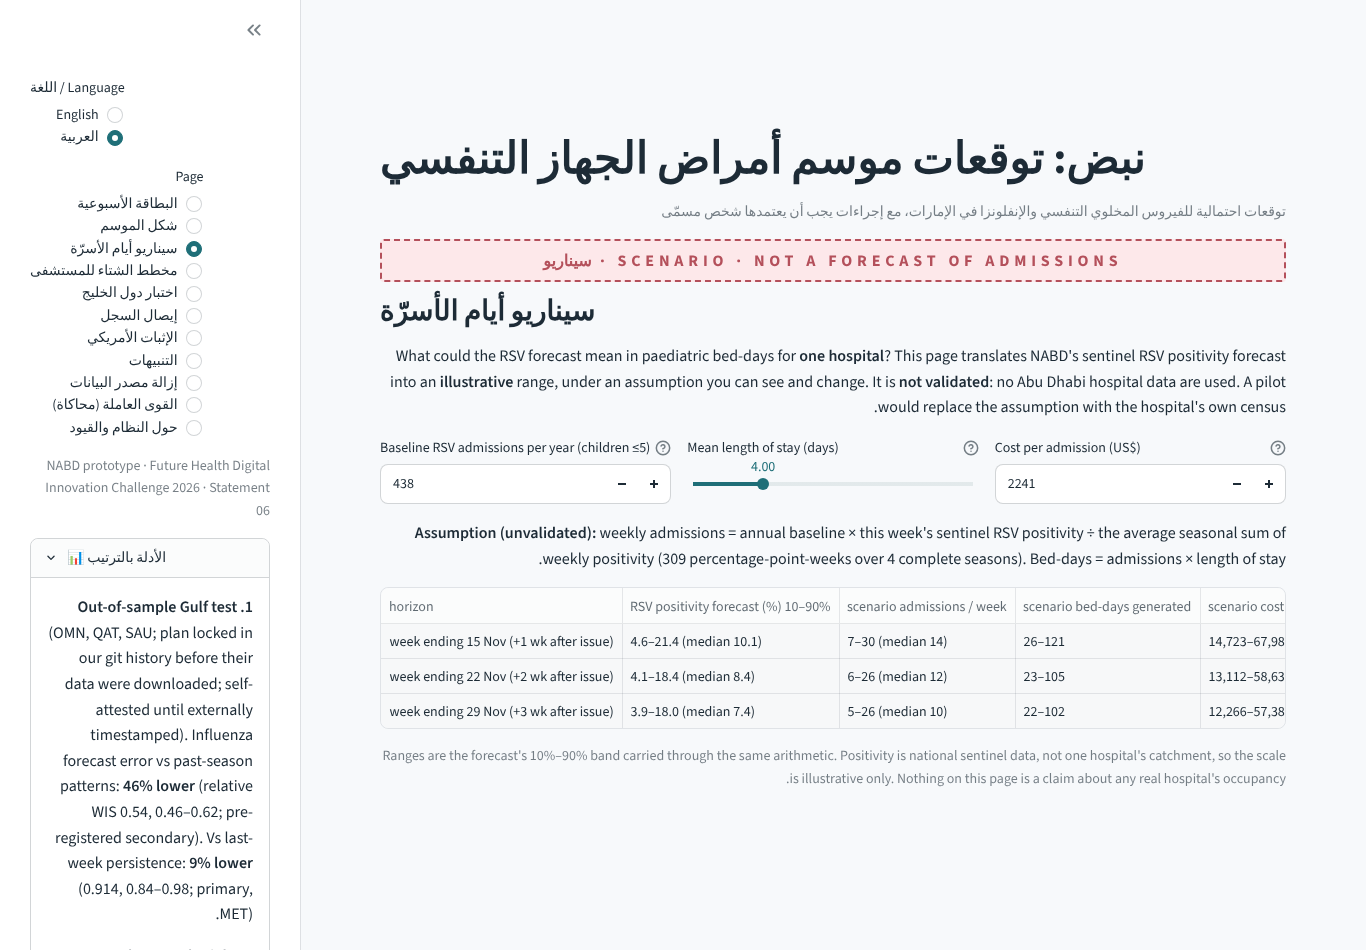 اللغة / Language
English
العربية
Page
البطاقة الأسبوعية
شكل الموسم
سيناريو أيام الأسرّة
مخطط الشتاء للمستشفى
اختبار دول الخليج
إيصال السجل
الإثبات الأمريكي
التنبيهات
إزالة مصدر البيانات
القوى العاملة (محاكاة)
حول النظام والقيود
NABD prototype · Future Health Digital
Innovation Challenge 2026 · Statement
06
📊 الأدلة بالترتيب
1. Out-of-sample Gulf test
(OMN, QAT, SAU; plan locked in
our git history before their
data were downloaded; self-
attested until externally
timestamped). Influenza
forecast error vs past-season
patterns: 46% lower (relative
WIS 0.54, 0.46–0.62; pre-
registered secondary). Vs last-
week persistence: 9% lower
(0.914, 0.84–0.98; primary,
MET).
نبض: توقعات موسم أمراض الجهاز التنفسي
توقعات احتمالية للفيروس المخلوي التنفسي والإنفلونزا في الإمارات، مع إجراءات يجب أن يعتمدها شخص مسمّى
سيناريو · SCENARIO · NOT A FORECAST OF ADMISSIONS
سيناريو أيام الأسرّة
What could the RSV forecast mean in paediatric bed-days for one hospital? This page translates NABD's sentinel RSV positivity forecast
into an illustrative range, under an assumption you can see and change. It is not validated: no Abu Dhabi hospital data are used. A pilot
would replace the assumption with the hospital's own census.
Baseline RSV admissions per year (children ≤5)
438
Mean length of stay (days)
4.00
Cost per admission (US$)
2241
Assumption (unvalidated): weekly admissions = annual baseline × this week's sentinel RSV positivity ÷ the average seasonal sum of
weekly positivity (309 percentage-point-weeks over 4 complete seasons). Bed-days = admissions × length of stay.
horizon RSV positivity forecast (%) 10–90% scenario admissions / week scenario bed-days generated scenario cost
week ending 15 Nov (+1 wk after issue) 4.6–21.4 (median 10.1) 7–30 (median 14) 26–121 14,723–67,98
week ending 22 Nov (+2 wk after issue) 4.1–18.4 (median 8.4) 6–26 (median 12) 23–105 13,112–58,63
week ending 29 Nov (+3 wk after issue) 3.9–18.0 (median 7.4) 5–26 (median 10) 22–102 12,266–57,38
Ranges are the forecast's 10%–90% band carried through the same arithmetic. Positivity is national sentinel data, not one hospital's catchment, so the scale
is illustrative only. Nothing on this page is a claim about any real hospital's occupancy.